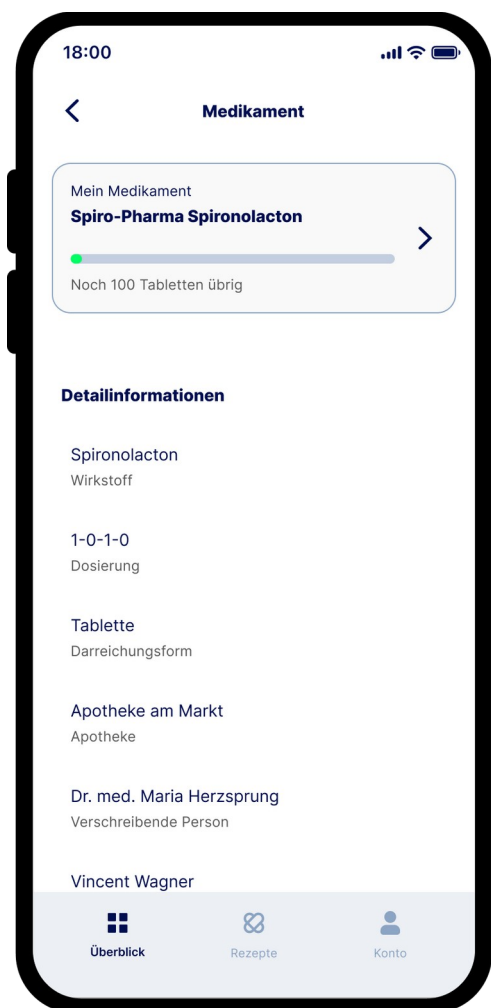 18:00
Medikament
Mein Medikament
Spiro-Pharma Spironolacton
Noch 100 Tabletten übrig
Detailinformationen
Spironolacton
Wirkstoff
1-0-1-0
Dosierung
Tablette
Darreichungsform
Apotheke am Markt
Apotheke
Dr. med. Maria Herzsprung
Verschreibende Person
Vincent Wagner
Überblick Rezepte Konto